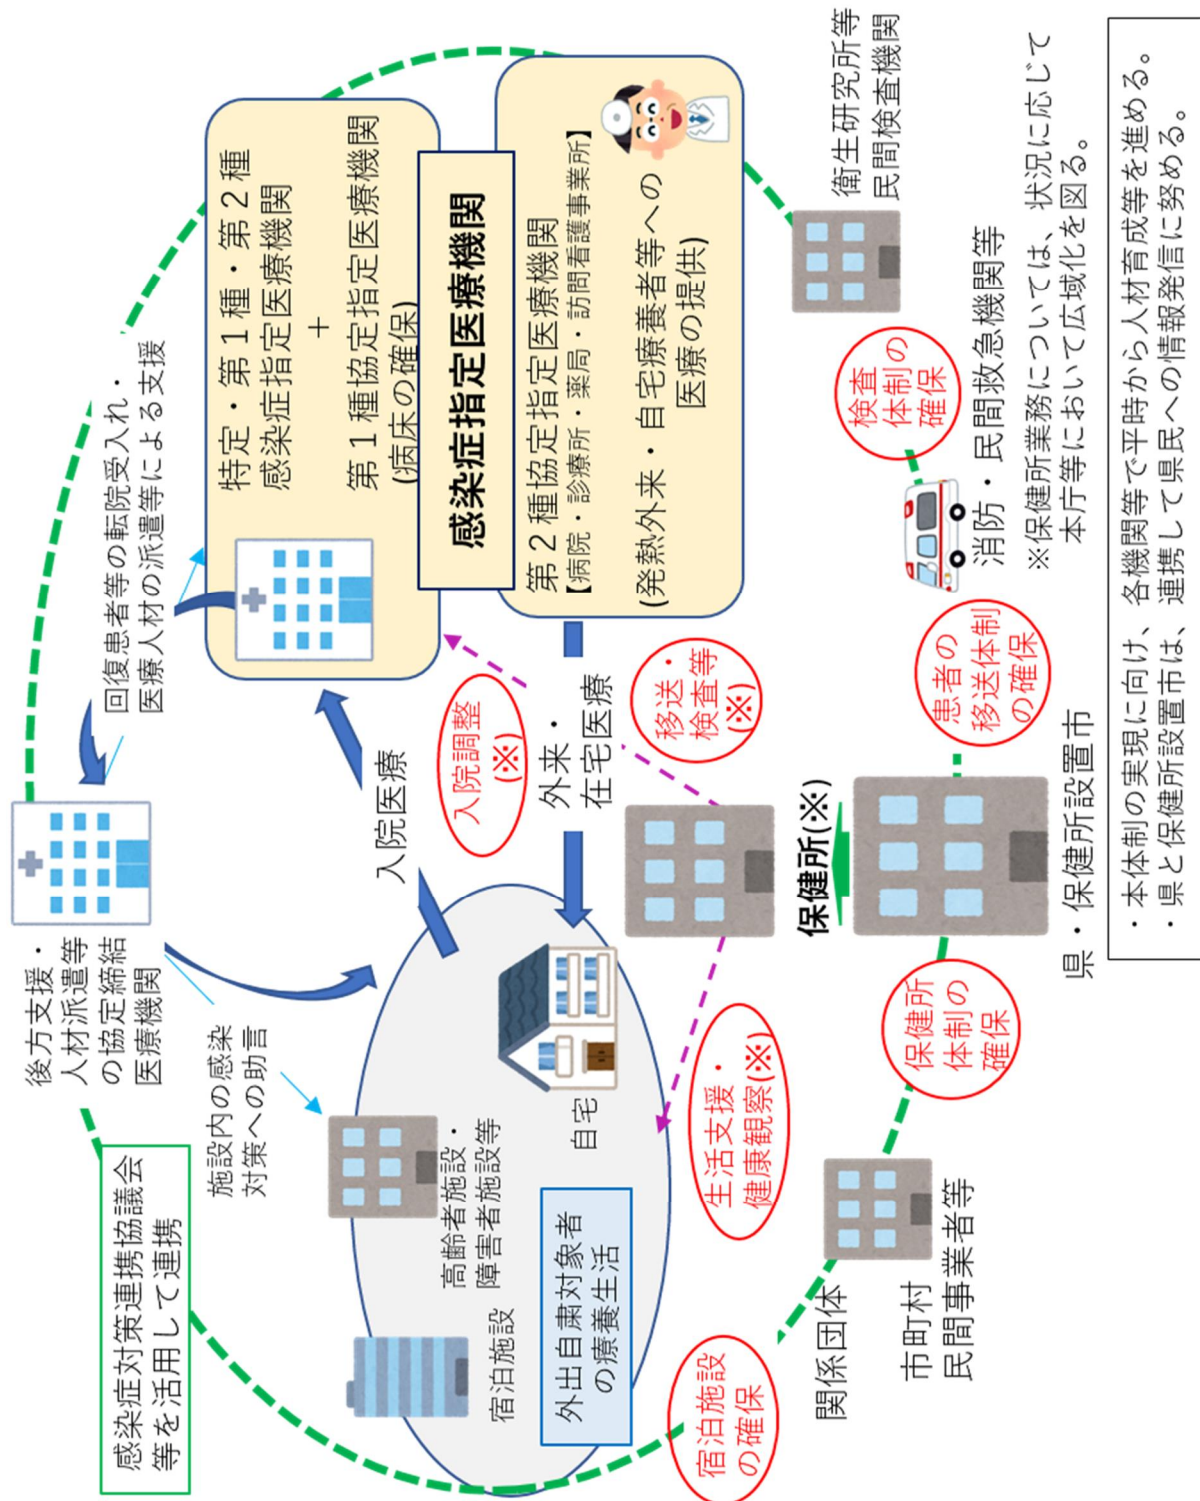 感染症対策連携協議会
等を活用して連携
後方支援・
人材派遣等
の協定締結
医療機関
回復患者等の転院受入れ・
医療人材の派遣等による支援
施設内の感染
対策への助言
特定・第１種・第２種
感染症指定医療機関
＋
第１種協定指定医療機関
(病床の確保)
感染症指定医療機関
第２種協定指定医療機関
【病院・診療所・薬局・訪問看護事業所】
(発熱外来・自宅療養者等への
医療の提供)
入院医療
入院調整
(※)
外来・
在宅医療
移送・
検査等
(※)
宿泊施設
高齢者施設・
障害者施設等
自宅
外出自粛対象者
の療養生活
生活支援・
健康観察(※)
保健所(※)
宿泊施設
の確保
関係団体
市町村
民間事業者等
保健所
体制の
確保
県・保健所設置市
患者の
移送体制
の確保
消防・民間救急機関等
検査
体制の
確保
衛生研究所等
民間検査機関
※保健所業務については、状況に応じて
本庁等において広域化を図る。
・本体制の実現に向け、各機関等で平時から人材育成等を進める。
・県と保健所設置市は、連携して県民への情報発信に努める。